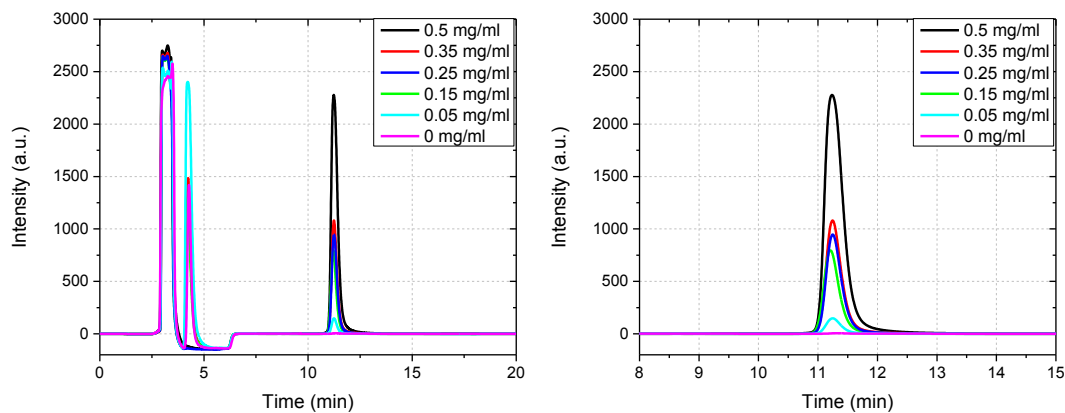 3000
2500
2000
1500
1000
500
0
Intensity (a.u.)
0.5 mg/ml
0.35 mg/ml
0.25 mg/ml
0.15 mg/ml
0.05 mg/ml
0 mg/ml
0 5 10 15 20
Time (min)
3000
2500
2000
1500
1000
500
0
Intensity (a.u.)
0.5 mg/ml
0.35 mg/ml
0.25 mg/ml
0.15 mg/ml
0.05 mg/ml
0 mg/ml
8 9 10 11 12 13 14 15
Time (min)